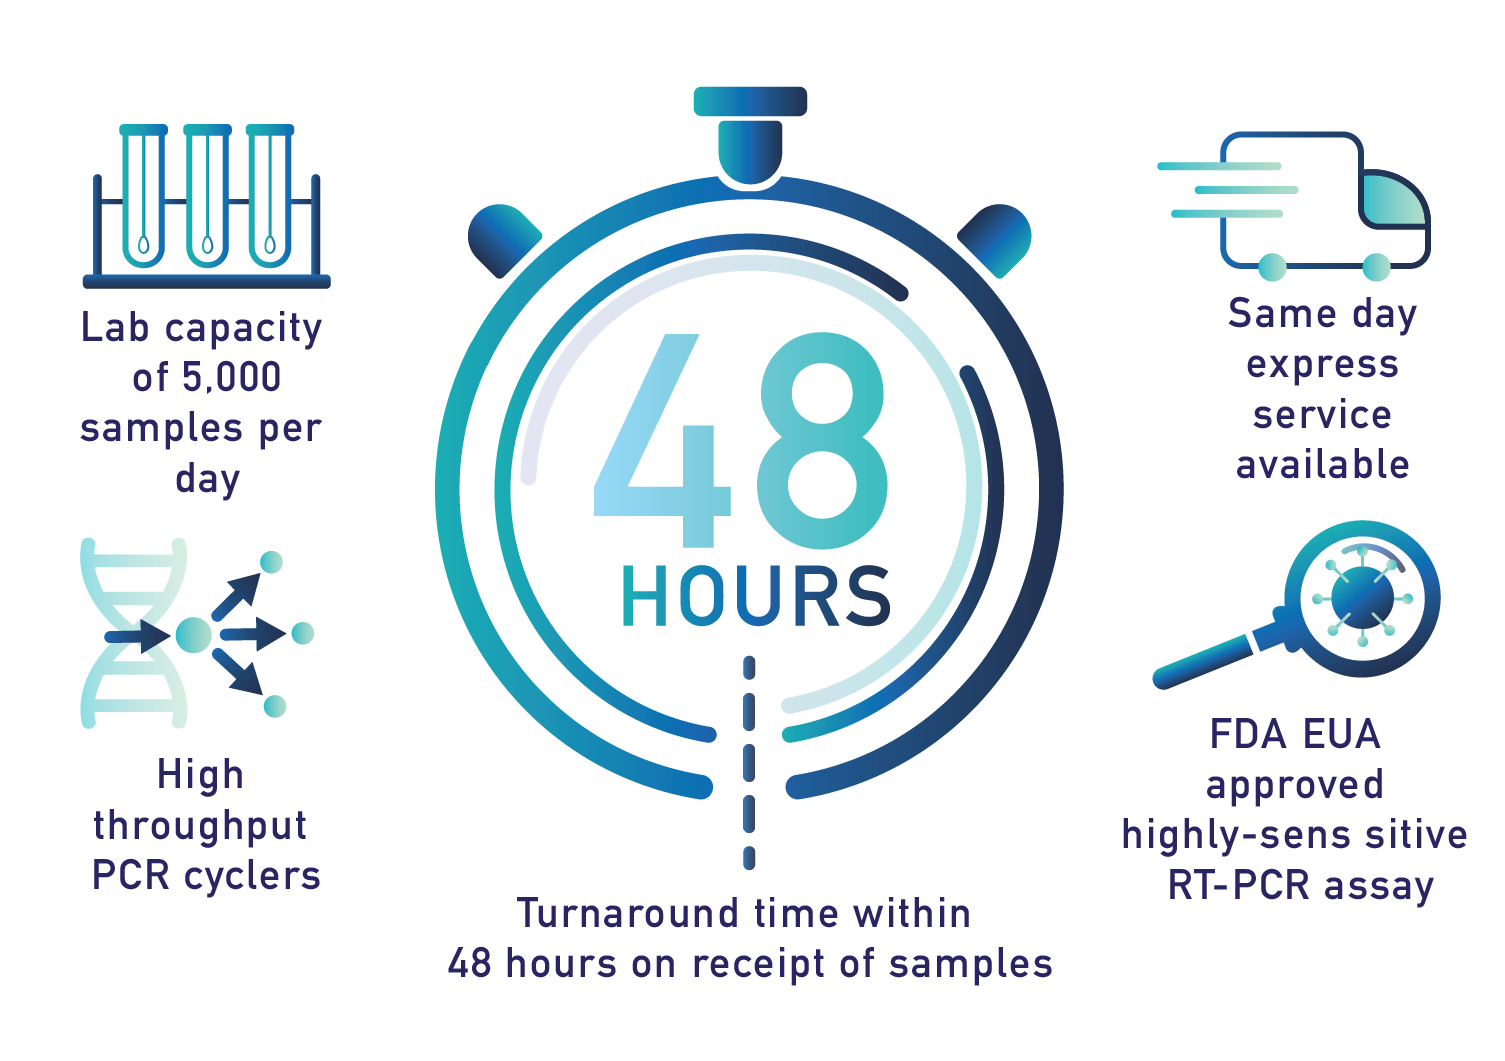 Lab capacity
of 5,000
samples per
day
High
throughput
PCR cyclers
48
HOURS
Turnaround time within
48 hours on receipt of samples
Same day
express
service
available
FDA EUA
approved
highly-sens sitive
RT-PCR assay